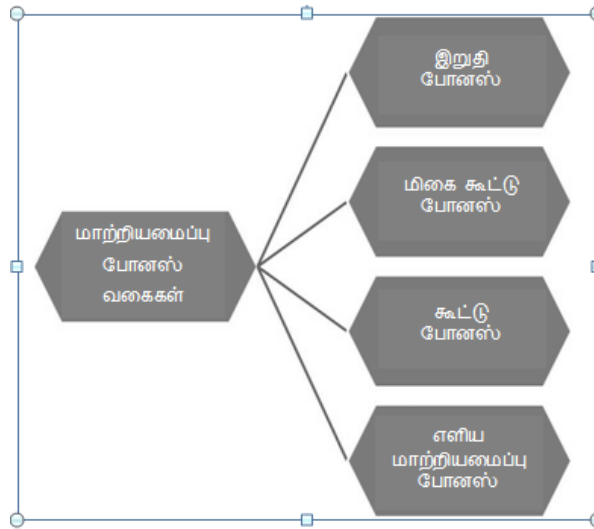 மாற்றியமைப்பு
போனஸ்
வகைகள்
இறுதி
போனஸ்
மிகை கூட்டு
போனஸ்
கூட்டு
போனஸ்
எளிய
மாற்றியமைப்பு
போனஸ்